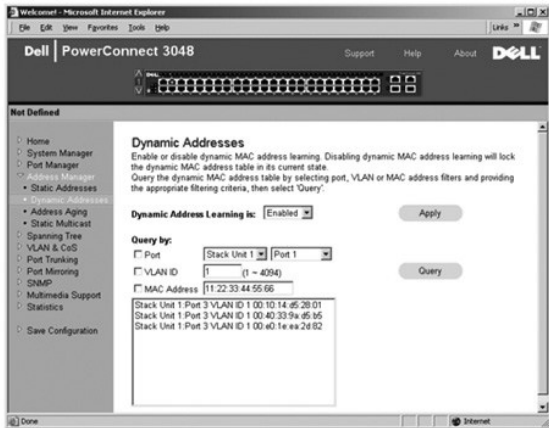 Welcome! - Microsoft Internet Explorer
File Edit View Favorites Tools Help
Links »
Dell | PowerConnect 3048
Support Help About DELL
Not Defined
Home
System Manager
Port Manager
Address Manager
Static Addresses
Dynamic Addresses
Address Aging
Static Multicast
Spanning Tree
VLAN & CoS
Port Trunking
Port Mirroring
SNMP
Multimedia Support
Statistics
Save Configuration
Dynamic Addresses
Enable or disable dynamic MAC address learning. Disabling dynamic MAC address learning will lock
the dynamic MAC address table in its current state.
Query the dynamic MAC address table by selecting port, VLAN or MAC address filters and providing
the appropriate filtering criteria, then select 'Query'.
Dynamic Address Learning is: Enabled Apply
Query by:
Port Stack Unit 1 Port 1
VLAN ID 1 (1 ~ 4094) Query
MAC Address 11:22:33:44:55:66
Stack Unit 1:Port 3 VLAN ID 1 00:10:14:d5:28:01
Stack Unit 1:Port 3 VLAN ID 1 00:40:33:9a:d5:b5
Stack Unit 1:Port 3 VLAN ID 1 00:e0:1e:ea:2d:82
Done
Internet